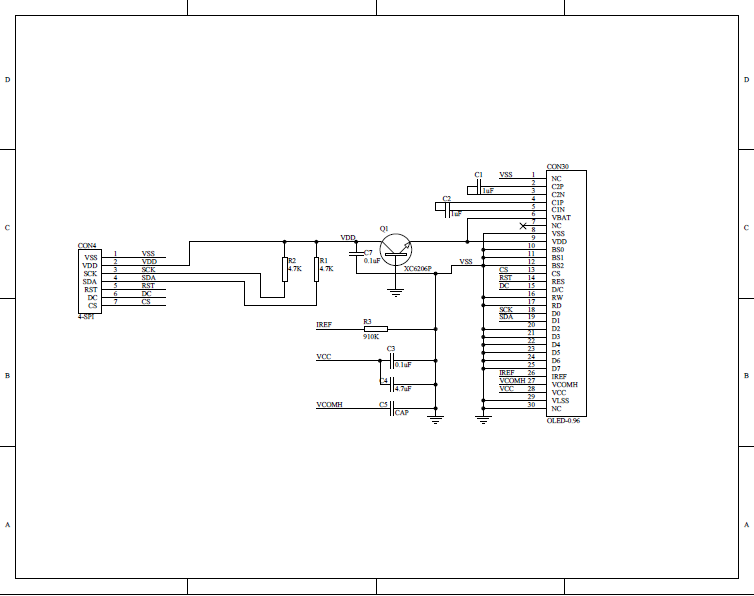 D
D
C
C
B
B
A
A
CON4
VSS 1 VSS
VDD 2 VDD
SCK 3 SCK
SDA 4 SDA
RST 5 RST
DC 6 DC
CS 7 CS
4-SPI
R2
4.7K
R1
4.7K
VDD
C7
0.1uF
Q1
XC6206P
C1
1uF
C2
1uF
VSS
IREF
R3
910K
VCC
C3
0.1uF
C4
4.7uF
VCOMH
C5
CAP
CON30
VSS 1 NC
2 C2P
3 C2N
4 C1P
5 C1N
6 VBAT
7 NC
8 VSS
9 VDD
10 BS0
11 BS1
12 BS2
CS 13 CS
RST 14 RES
DC 15 D/C
16 RW
17 RD
SCK 18 D0
SDA 19 D1
20 D2
21 D3
22 D4
23 D5
24 D6
25 D7
IREF 26 IREF
VCOMH 27 VCOMH
VCC 28 VCC
29 VLSS
30 NC
OLED-0.96